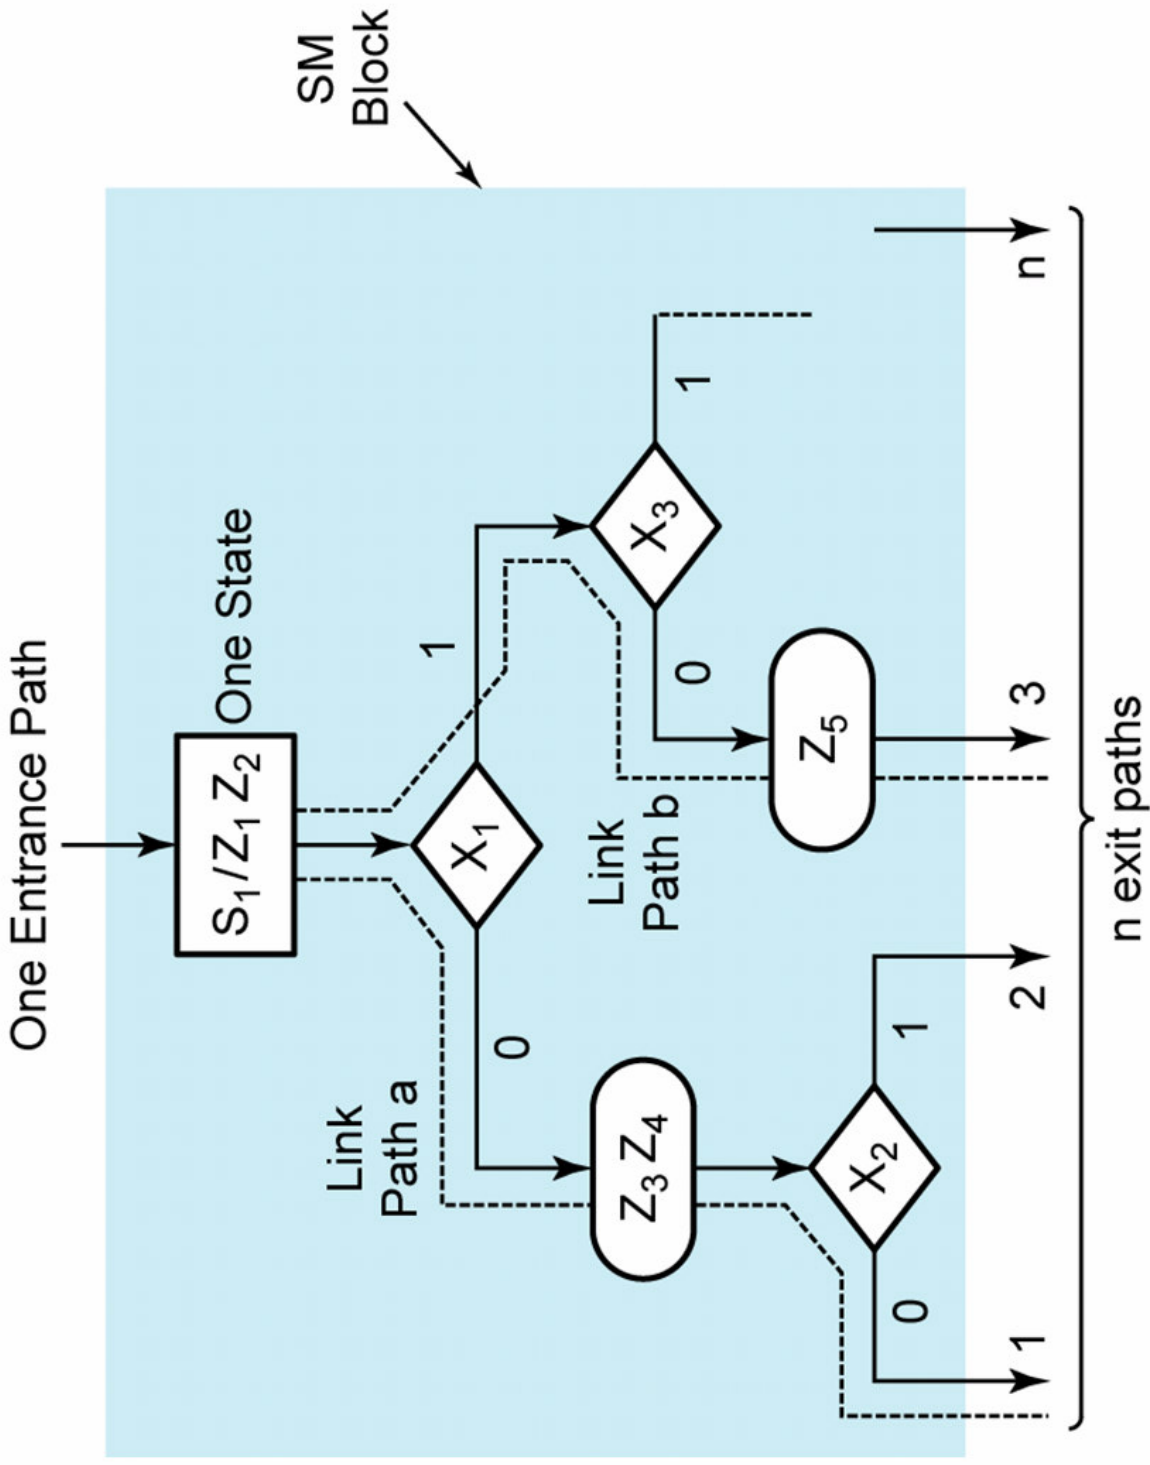 One Entrance Path
S₁/Z₁ Z₂
One State
SM
Block
Link
Path a
X₁
0
1
Z₃ Z₄
X₃
0
1
Link
Path b
X₂
0
1
Z₅
1
2
3
n
n exit paths